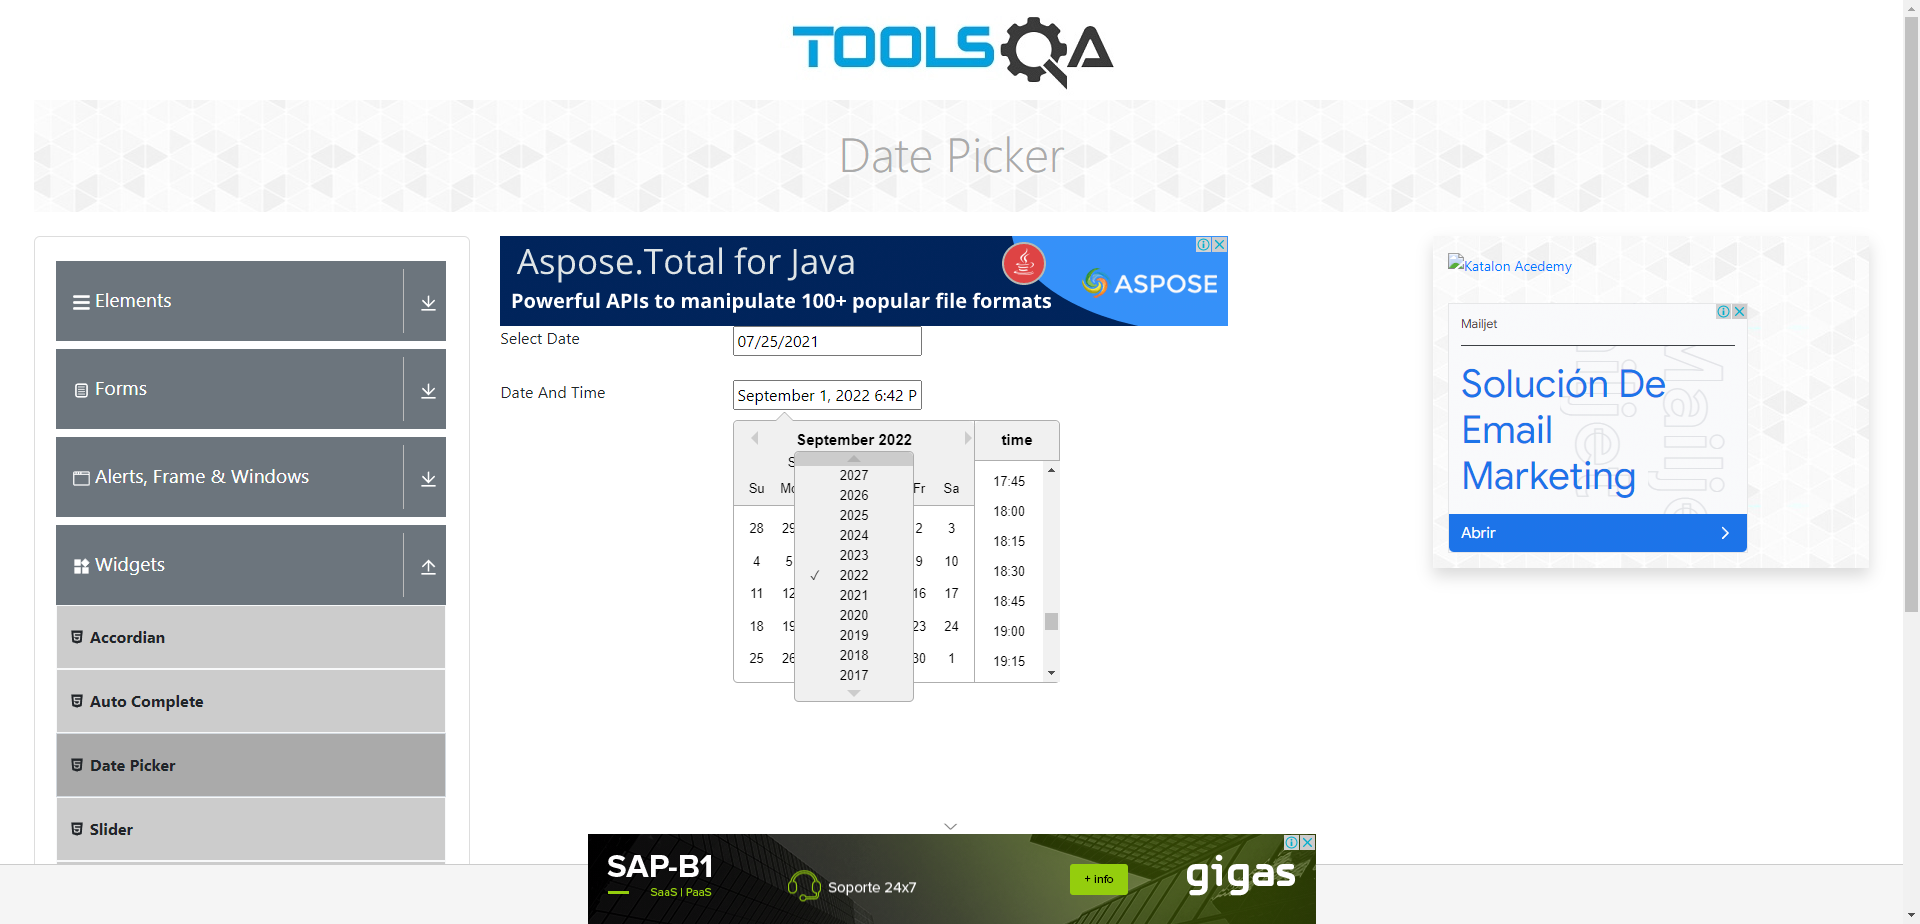 TOOLSQA
Date Picker
Elements
Forms
Alerts, Frame & Windows
Widgets
Accordian
Auto Complete
Date Picker
Slider
Aspose.Total for Java
Powerful APIs to manipulate 100+ popular file formats
ASPOSE
Select Date
07/25/2021
Date And Time
September 1, 2022 6:42 P
September 2022
time
S
Su Mo Fr Sa
28 29 2 3
4 5 9 10
11 12 16 17
18 19 23 24
25 26 30 1
2027
2026
2025
2024
2023
✓ 2022
2021
2020
2019
2018
2017
17:45
18:00
18:15
18:30
18:45
19:00
19:15
Katalon Acedemy
Mailjet
Solución De
Email
Marketing
Abrir
SAP-B1
SaaS | PaaS
Soporte 24x7
+ info
gigas